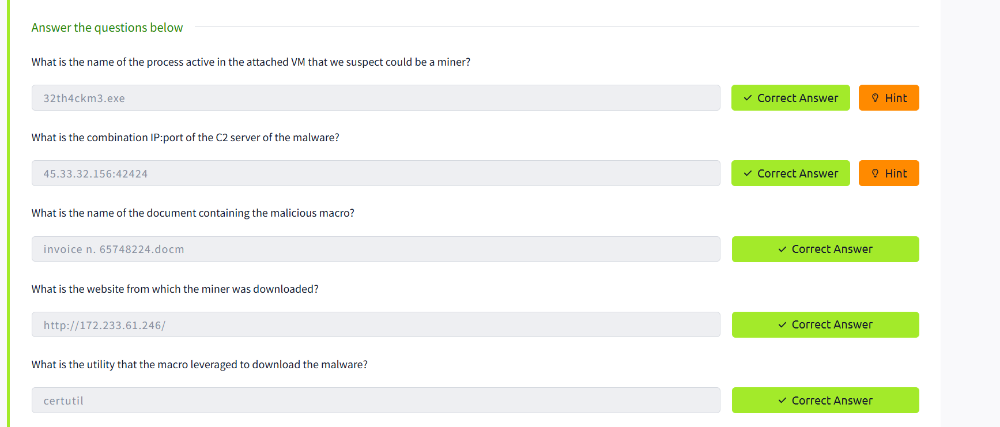 Answer the questions below
What is the name of the process active in the attached VM that we suspect could be a miner?
32th4ckm3.exe
Correct Answer
Hint
What is the combination IP:port of the C2 server of the malware?
45.33.32.156:42424
Correct Answer
Hint
What is the name of the document containing the malicious macro?
invoice n. 65748224.docm
Correct Answer
What is the website from which the miner was downloaded?
http://172.233.61.246/
Correct Answer
What is the utility that the macro leveraged to download the malware?
certutil
Correct Answer